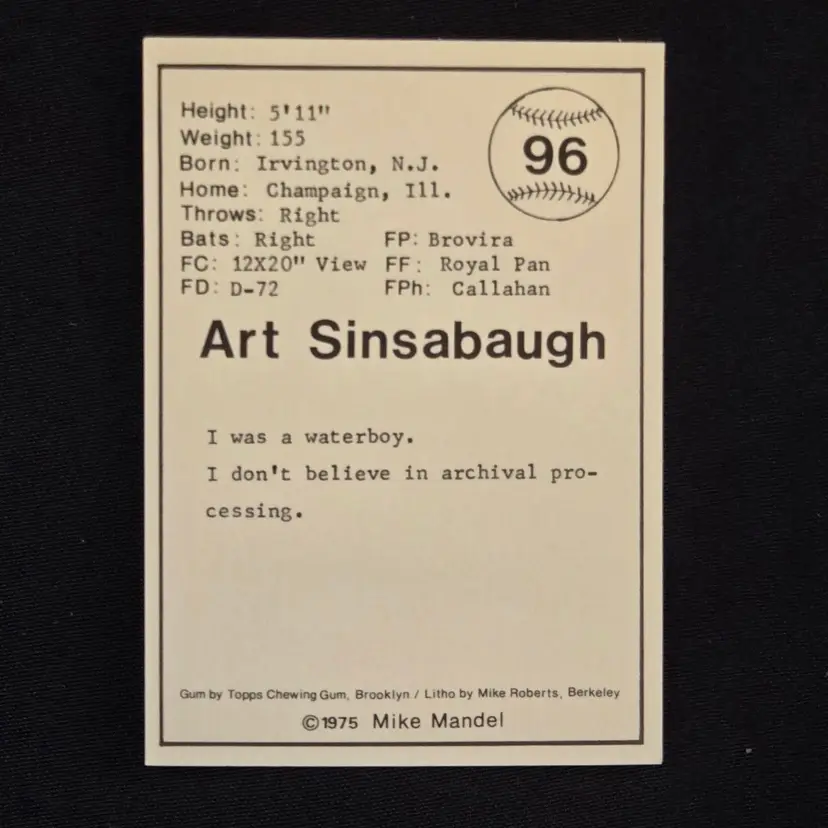 Height: 5'11"
96
Weight: 155
Born: Irvington, N.J.
Home: Champaign, Ill.
Throws: Right
Bats: Right FP: Brovira
FC: 12X20" View FF: Royal Pan
FD: D-72 FPh: Callahan
Art Sinsabaugh
I was a waterboy.
I don't believe in archival pro-
cessing.
Gum by Topps Chewing Gum, Brooklyn / Litho by Mike Roberts, Berkeley
©1975 Mike Mandel